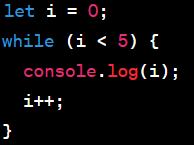 let i = 0;
while (i < 5) {
  console.log(i);
  i++;
}